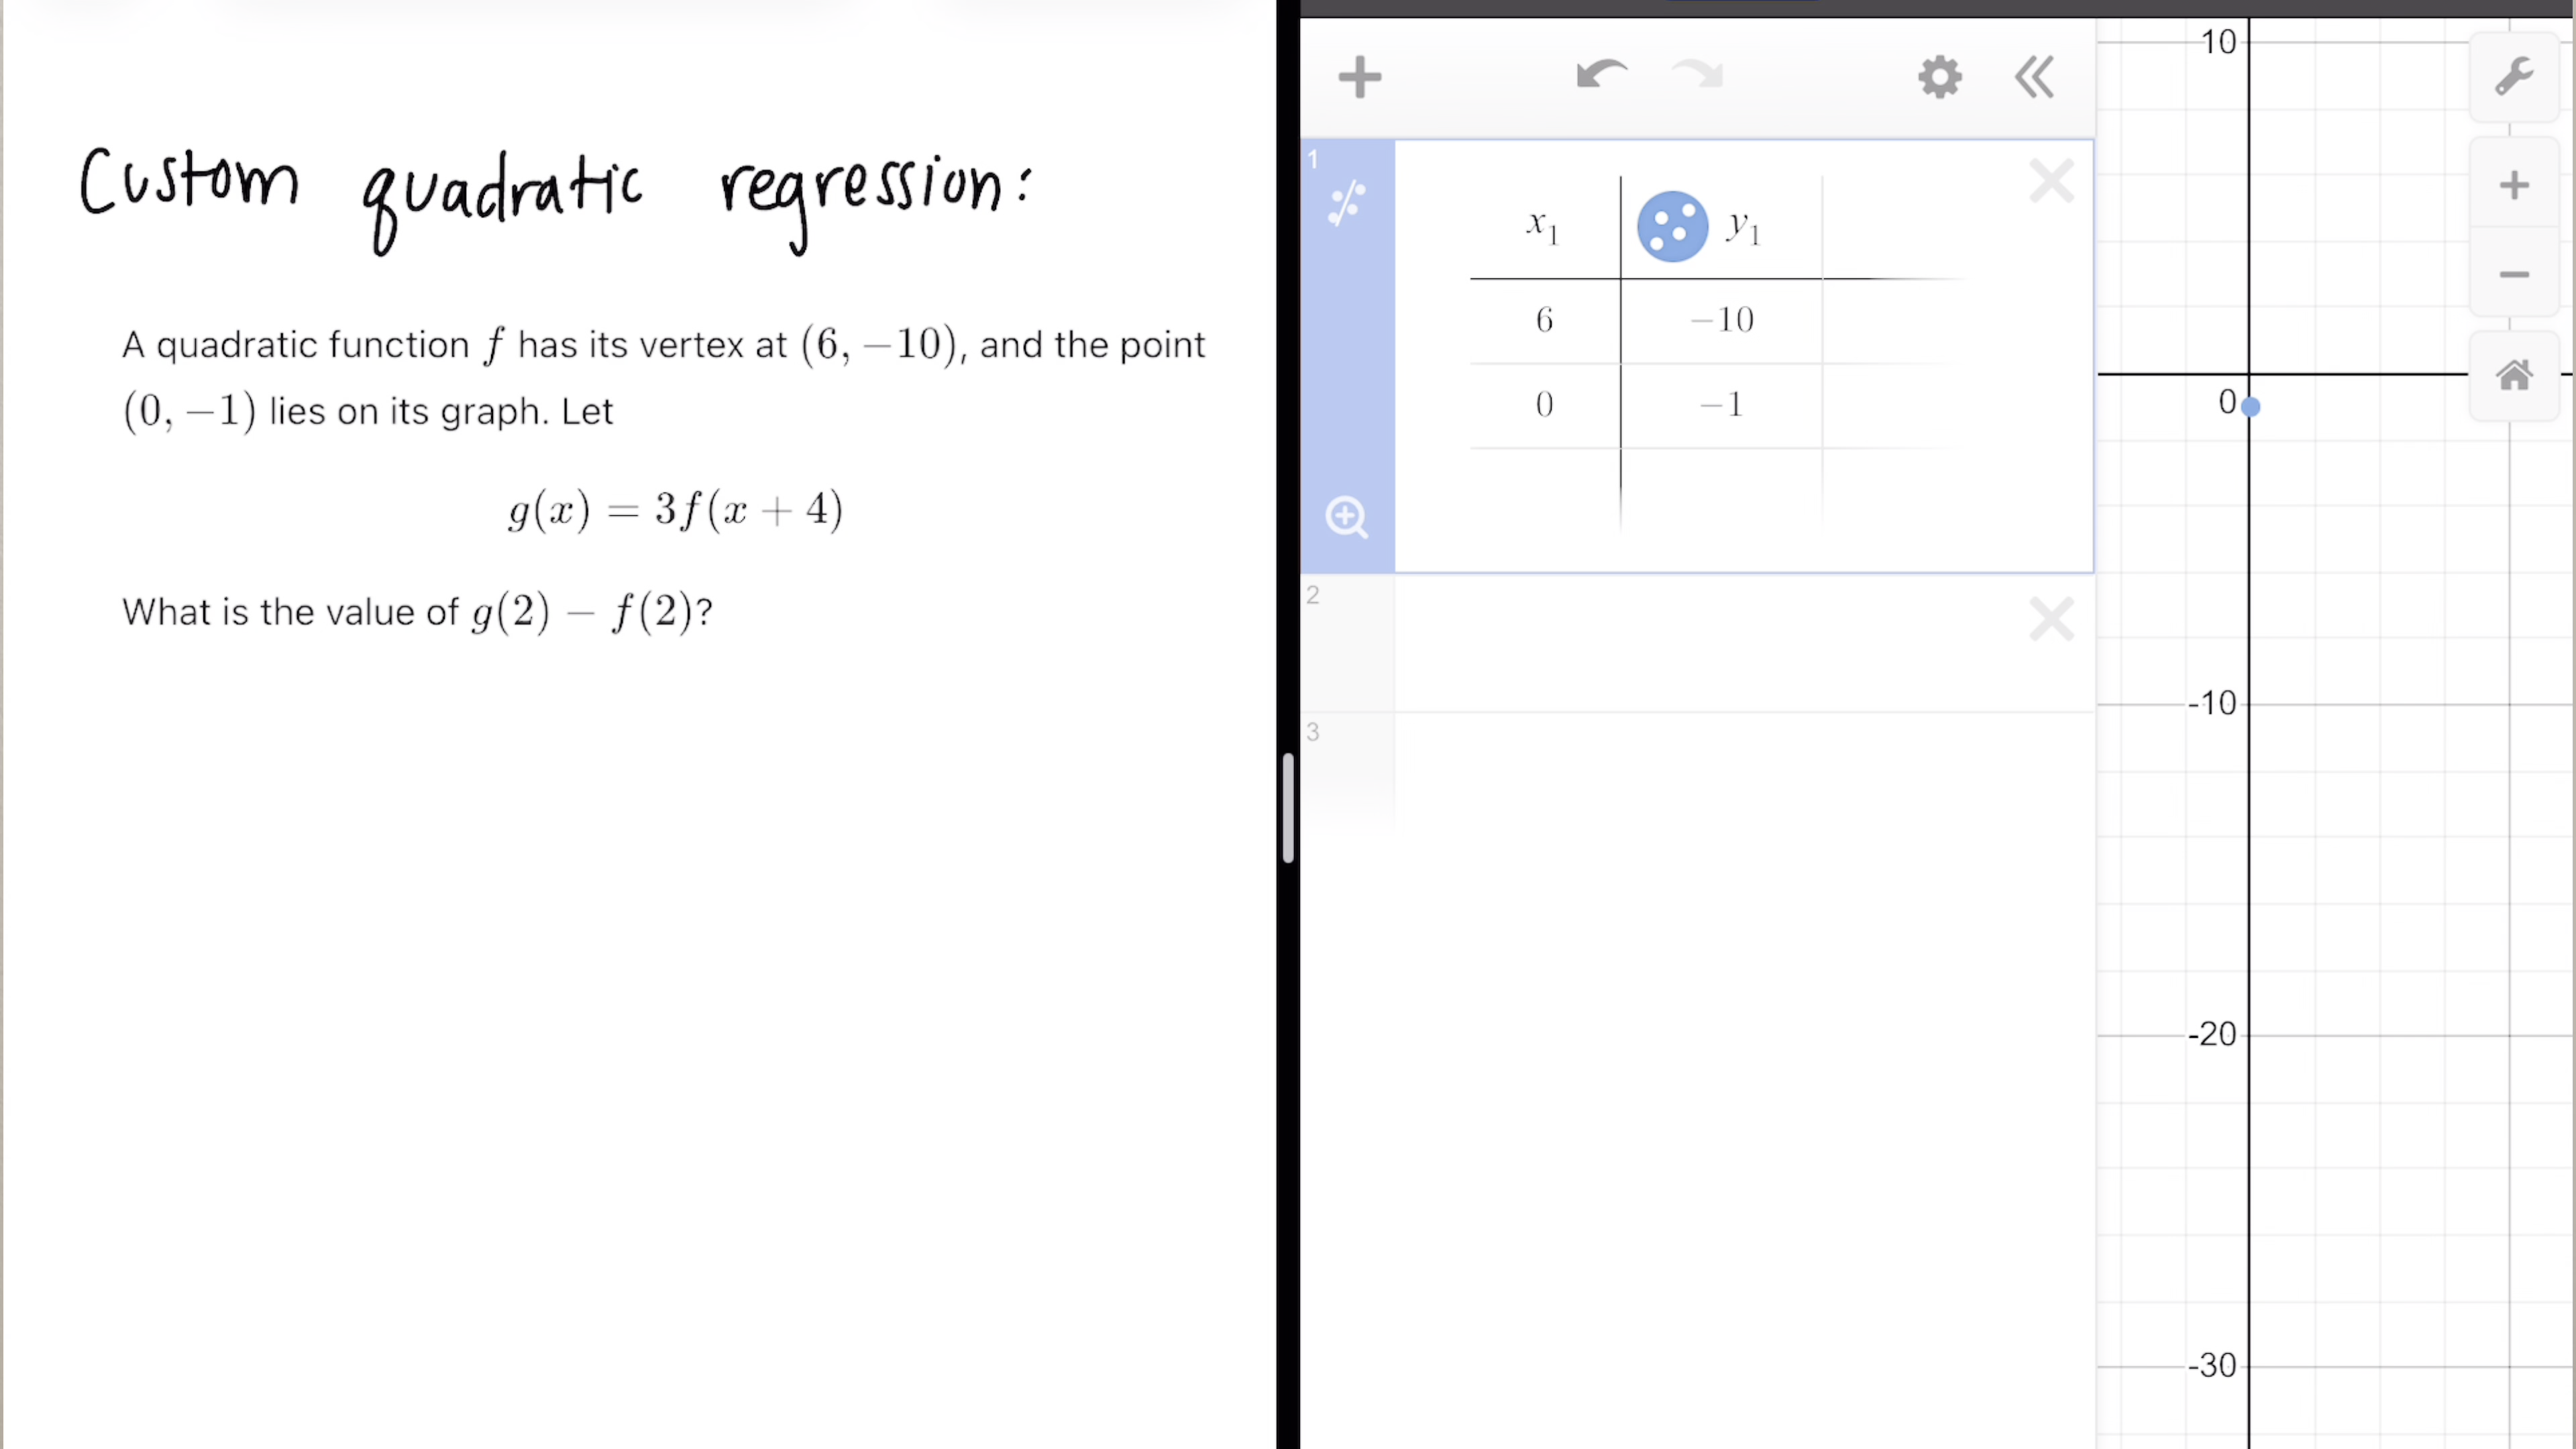 Custom quadratic regression:
A quadratic function f has its vertex at (6, −10), and the point
(0, −1) lies on its graph. Let
g(x) = 3f(x + 4)
What is the value of g(2) − f(2)?
1
x₁ y₁
6 −10
0 −1
2
3
10
0
-10
-20
-30